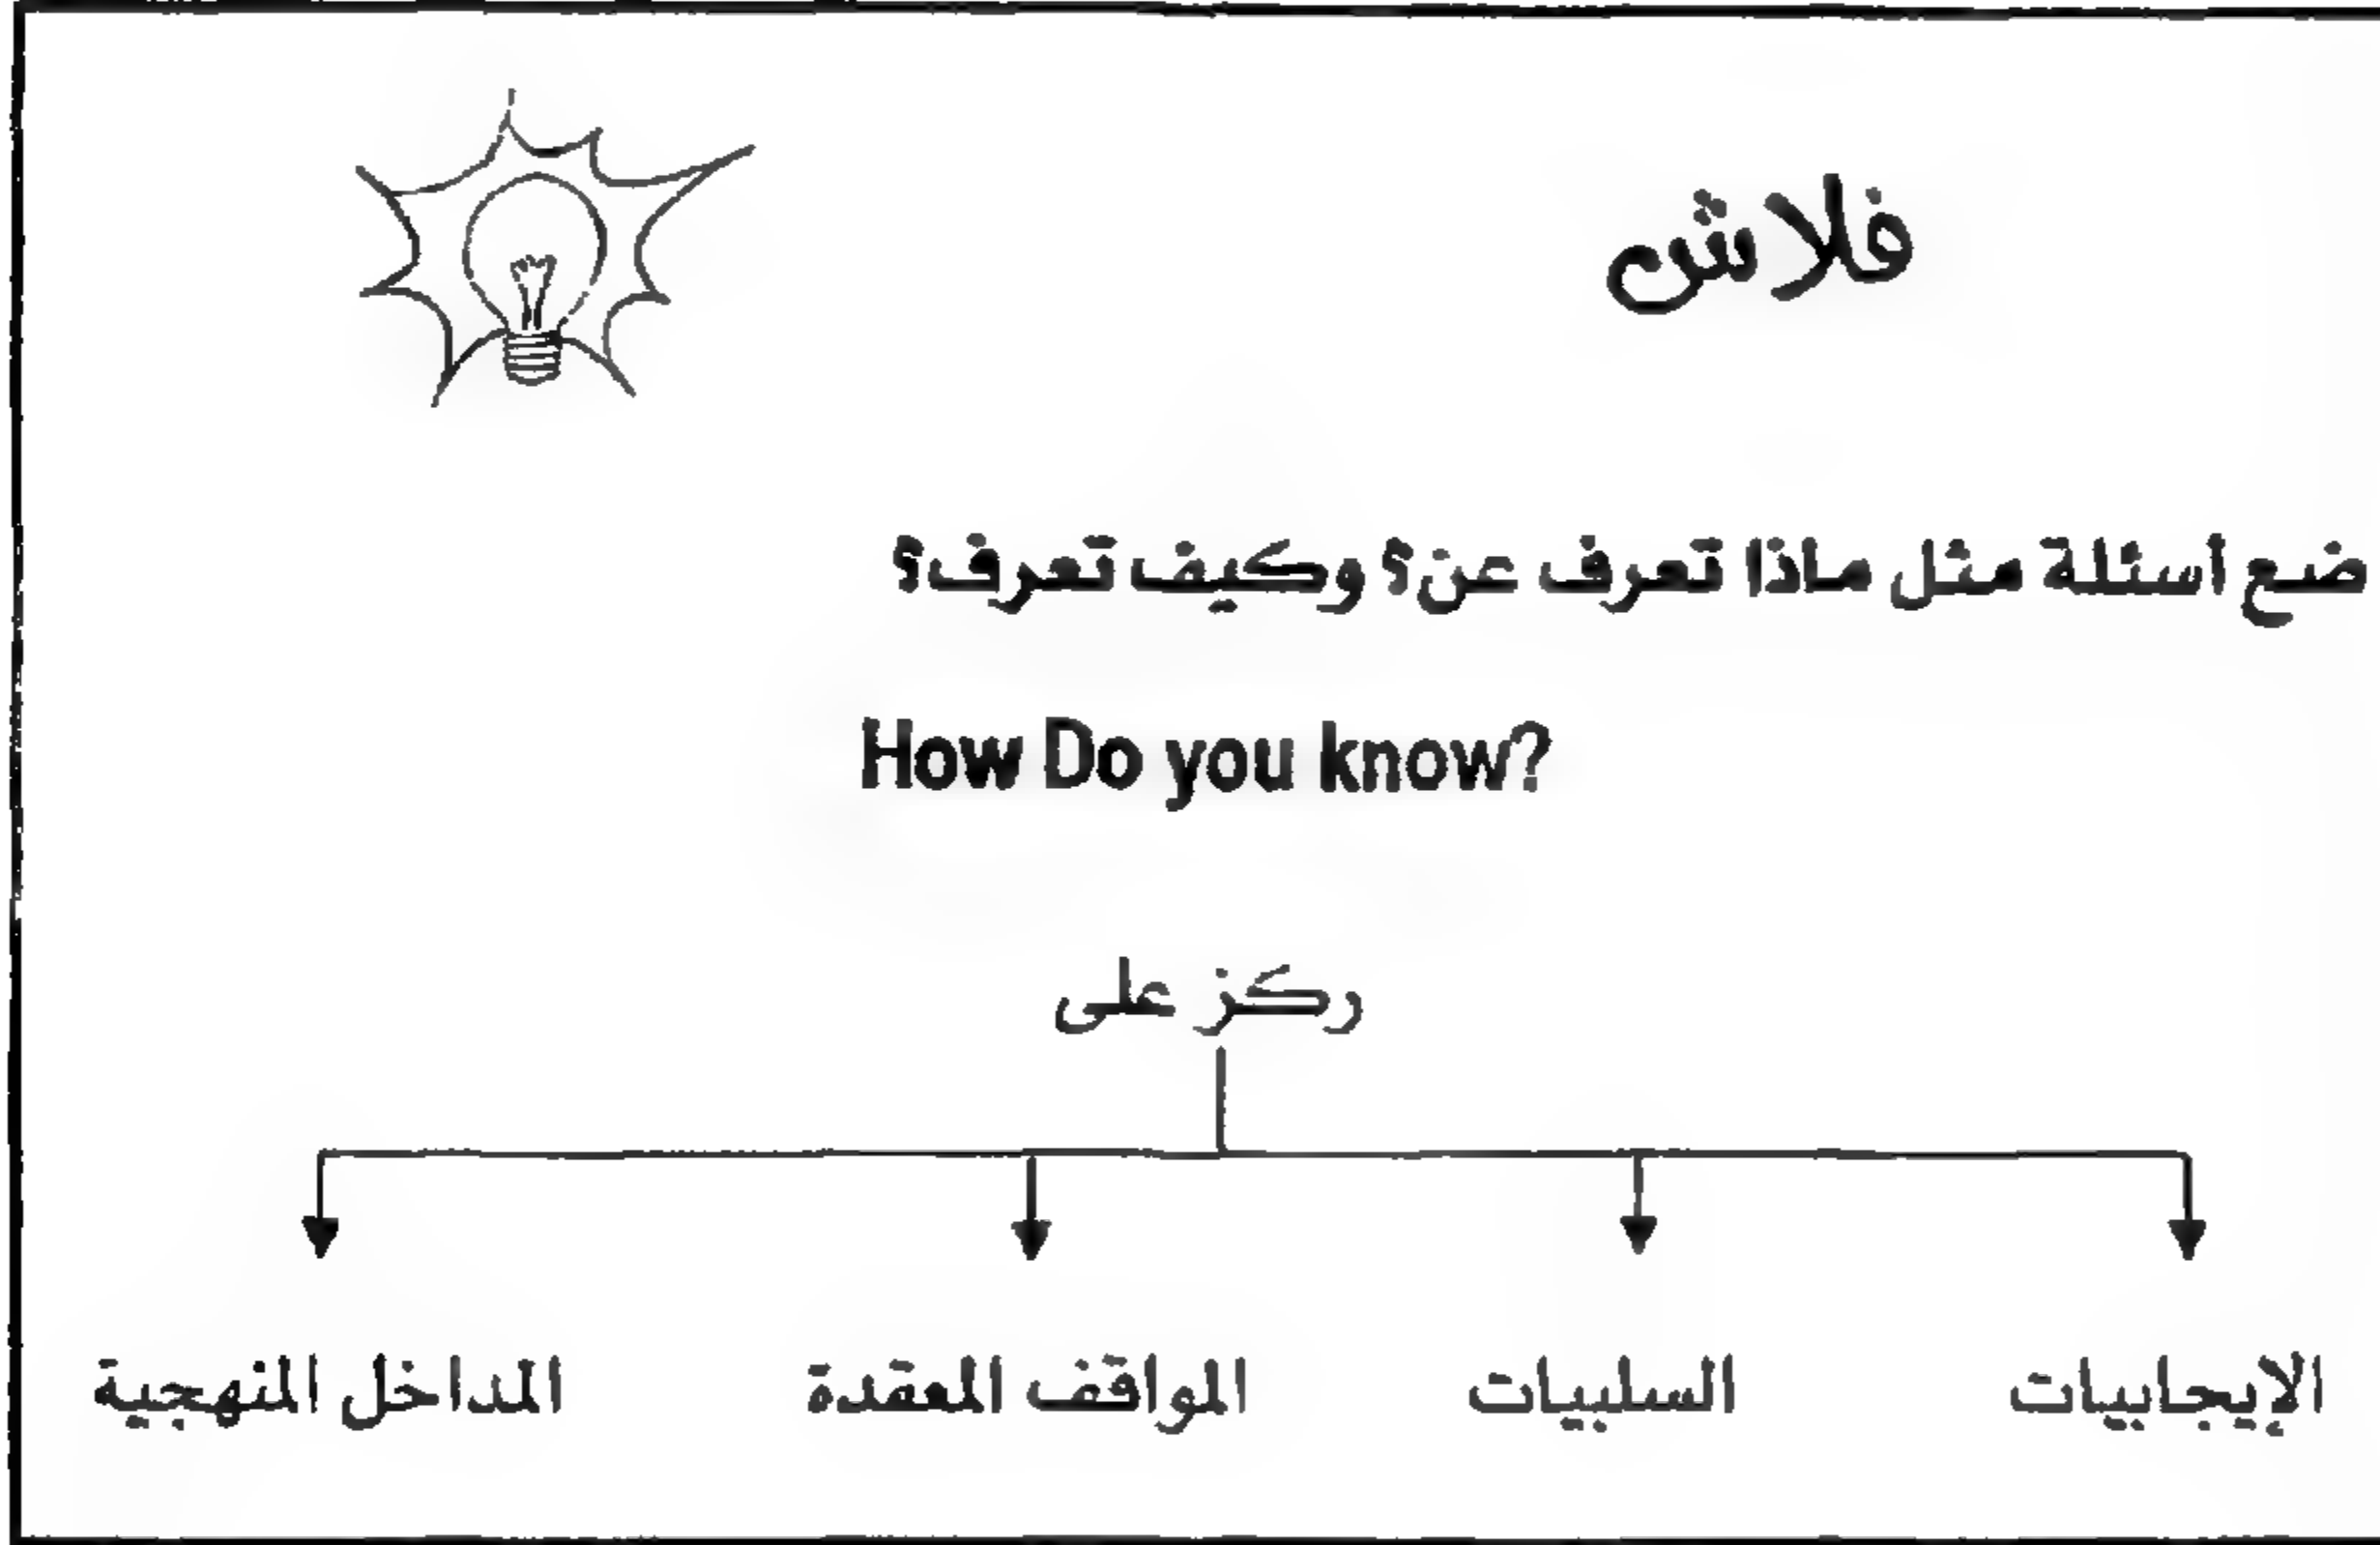 فلاش
ضع أسئلة مثل ماذا تعرف عن؟ وكيف تعرف؟
How Do you know?
ركز على
الإيجابيات السلبيات المواقف المعقدة المداخل المنهجية